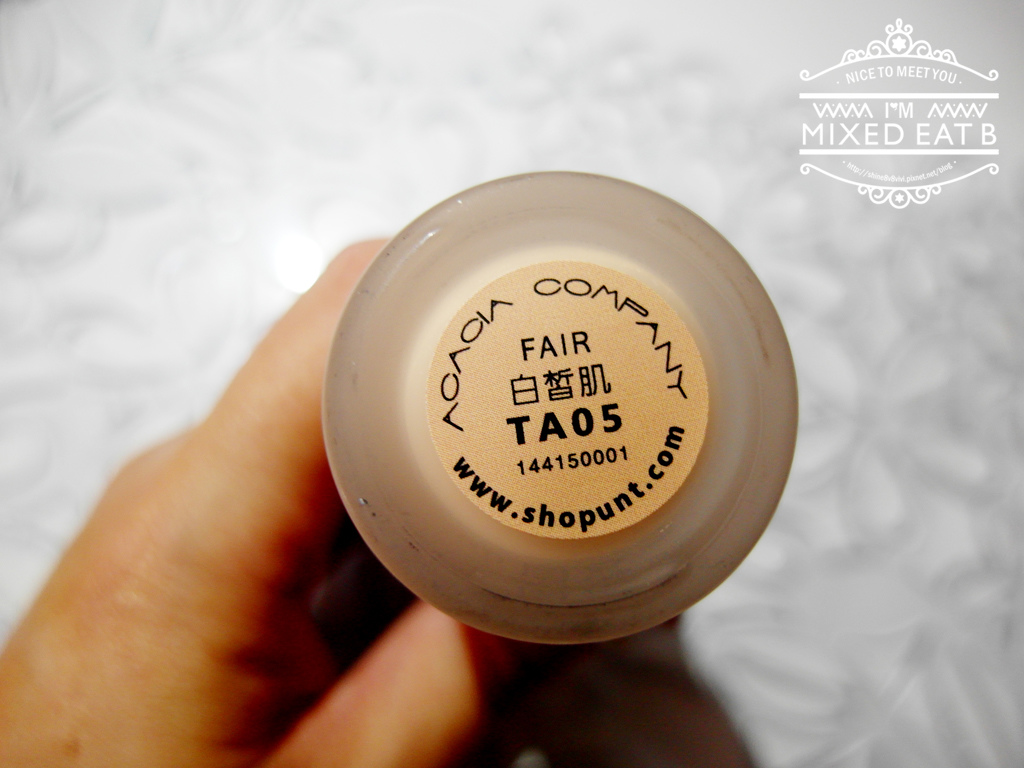 ACACIA COMPANY
FAIR
白皙肌
TA05
144150001
www.shopunt.com
· NICE TO MEET YOU ·
I'M
MIXED EAT B